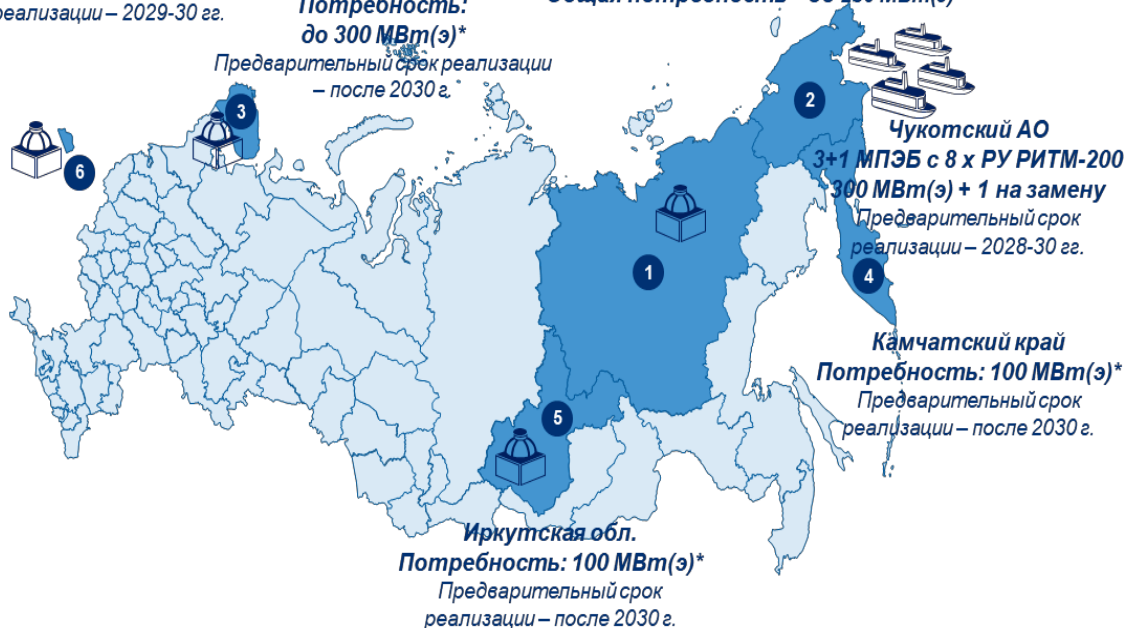 реализации – 2029-30 гг.
Потребность:
до 300 МВт(э)*
Предварительный срок реализации
– после 2030 г.
Общая потребность
3
6
2
1
4
5
Чукотский АО
3+1 МПЭБ с 8 х РУ РИТМ-200
300 МВт(э) + 1 на замену
Предварительный срок
реализации – 2028-30 гг.
Камчатский край
Потребность: 100 МВт(э)*
Предварительный срок
реализации – после 2030 г.
Иркутская обл.
Потребность: 100 МВт(э)*
Предварительный срок
реализации – после 2030 г.